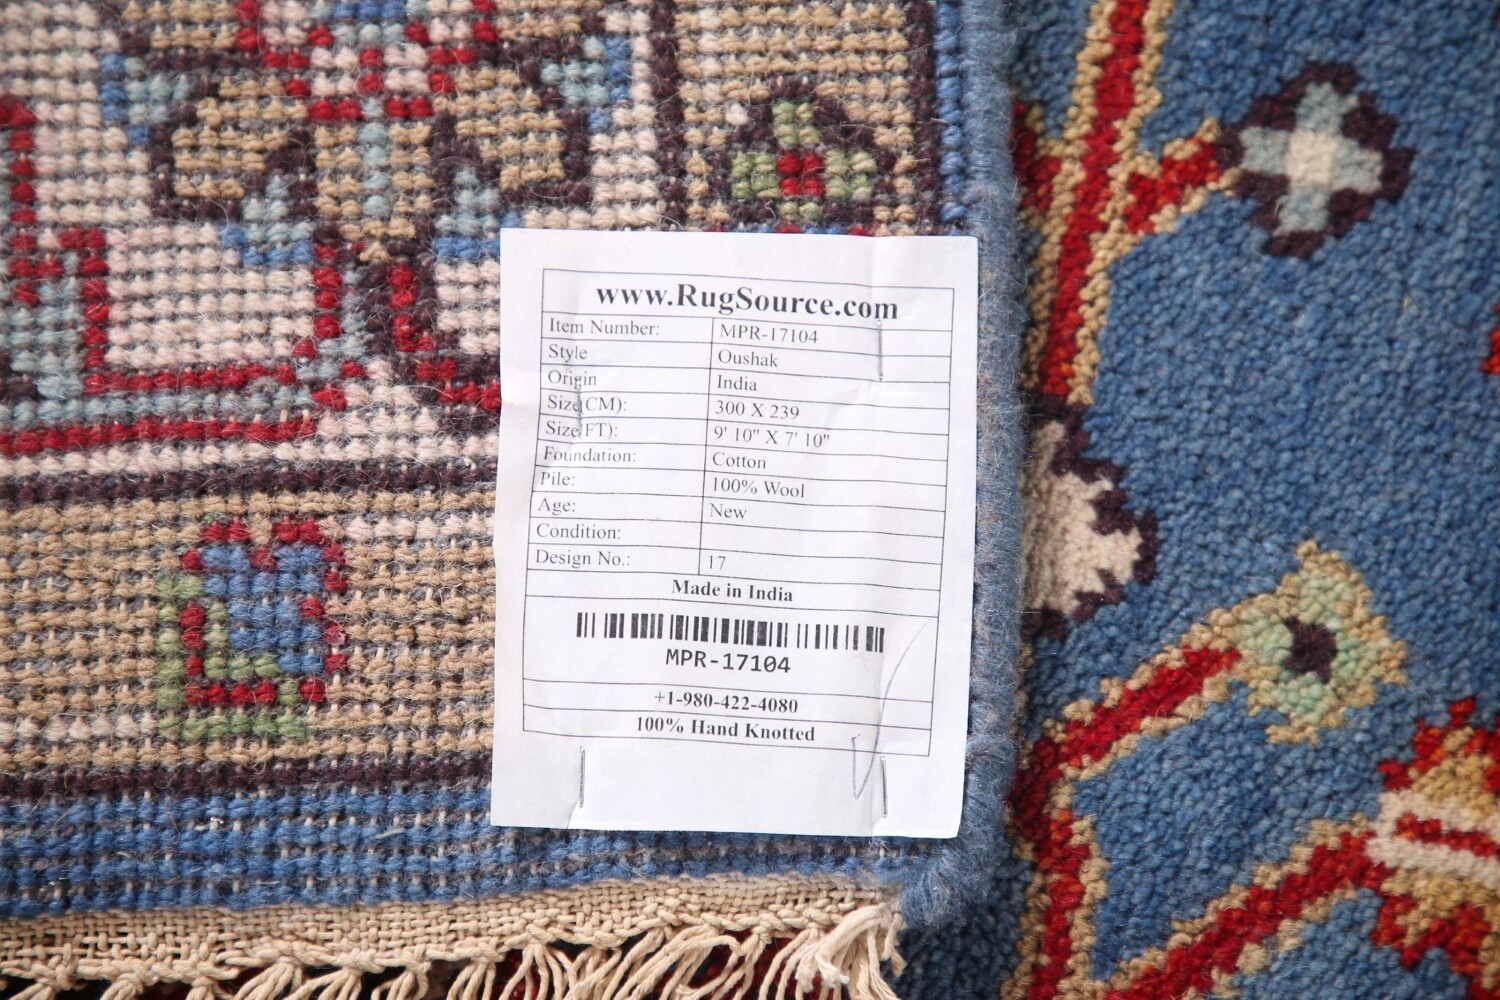 www.RugSource.com
Item Number: MPR-17104
Style Oushak
Origin India
Size(CM): 300 X 239
Size(FT): 9' 10" X 7' 10"
Foundation: Cotton
Pile: 100% Wool
Age: New
Condition:
Design No.: 17
Made in India
MPR-17104
+1-980-422-4080
100% Hand Knotted